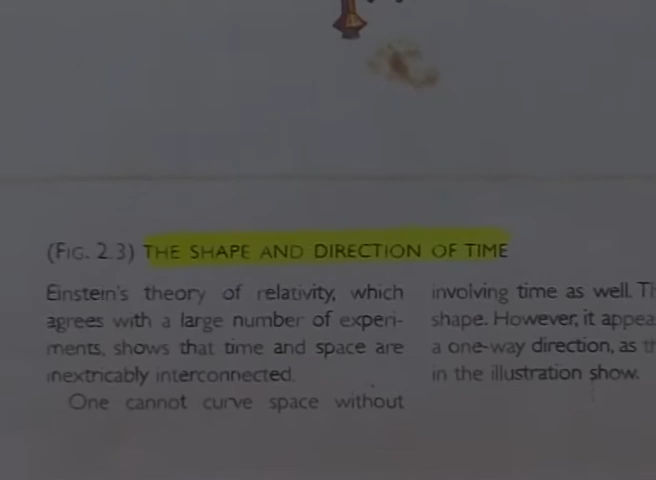 (FIG. 2.3) THE SHAPE AND DIRECTION OF TIME
Einstein's theory of relativity, which
agrees with a large number of experi-
ments, shows that time and space are
inextricably interconnected.
One cannot curve space without
involving time as well.
shape. However, it
a one-way direction, as
in the illustration show.